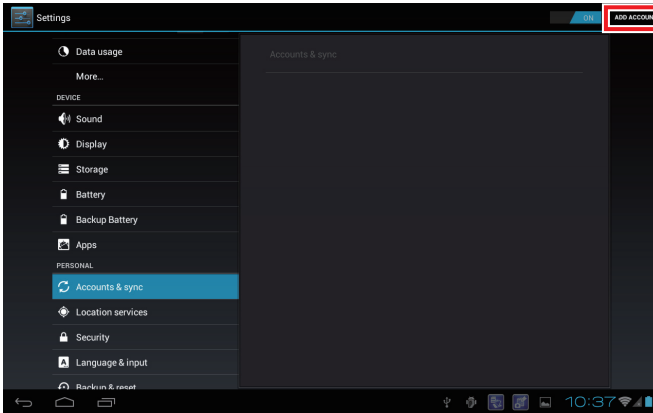 Settings
ON
ADD ACCOUN
Data usage
More...
DEVICE
Sound
Display
Storage
Battery
Backup Battery
Apps
PERSONAL
Accounts & sync
Location services
Security
Language & input
Backup & reset
Accounts & sync
10:37